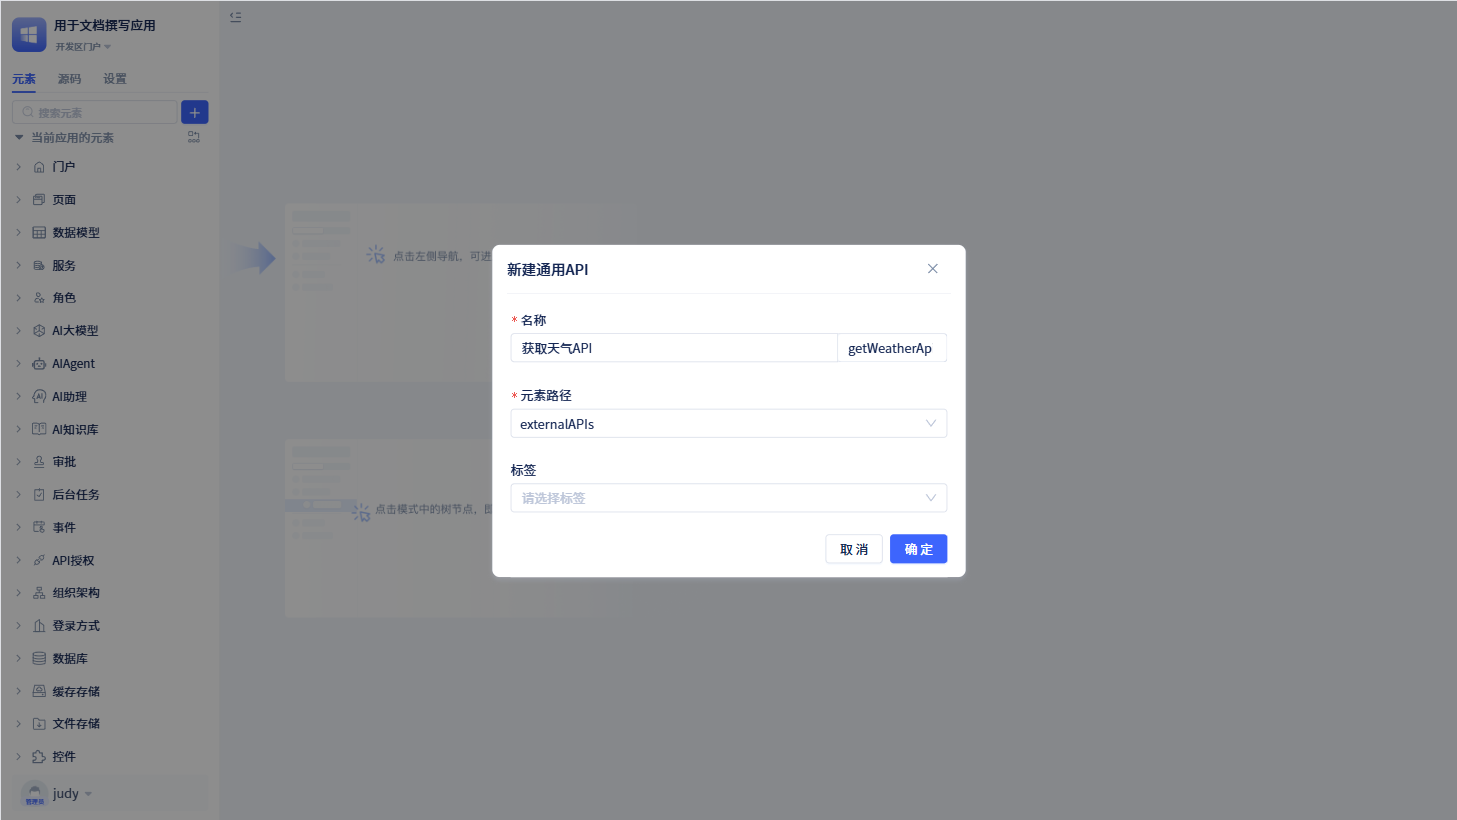 用于文档撰写应用
开发区门户
元素 源码 设置
搜索元素
当前应用的元素
门户
页面
数据模型
服务
角色
AI大模型
AIAgent
AI助理
AI知识库
审批
后台任务
事件
API授权
组织架构
登录方式
数据库
缓存存储
文件存储
控件
管理员
judy
点击左侧导航，可进
点击模式中的树节点，即
新建通用API
* 名称
获取天气API getWeatherAp
* 元素路径
externalAPIs
标签
请选择标签
取 消 确 定